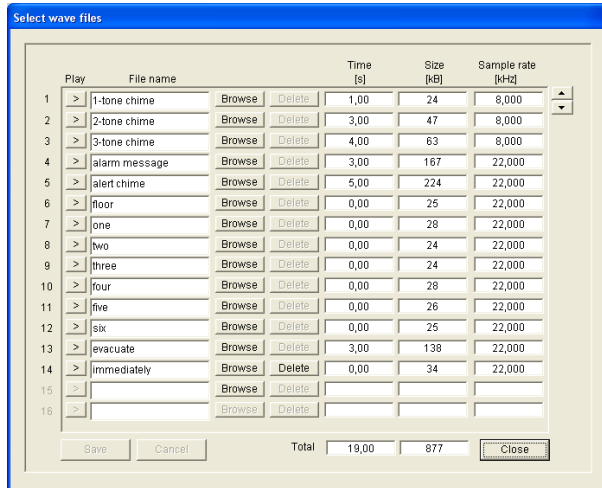 Select wave files
Time Size Sample rate
Play File name [s] [kB] [kHz]
1 > 1-tone chime Browse Delete 1,00 24 8,000
2 > 2-tone chime Browse Delete 3,00 47 8,000
3 > 3-tone chime Browse Delete 4,00 63 8,000
4 > alarm message Browse Delete 3,00 167 22,000
5 > alert chime Browse Delete 5,00 224 22,000
6 > floor Browse Delete 0,00 25 22,000
7 > one Browse Delete 0,00 28 22,000
8 > two Browse Delete 0,00 24 22,000
9 > three Browse Delete 0,00 24 22,000
10 > four Browse Delete 0,00 28 22,000
11 > five Browse Delete 0,00 26 22,000
12 > six Browse Delete 0,00 25 22,000
13 > evacuate Browse Delete 3,00 138 22,000
14 > immediately Browse Delete 0,00 34 22,000
15 > Browse Delete
16 > Browse Delete
Save Cancel Total 19,00 877 Close